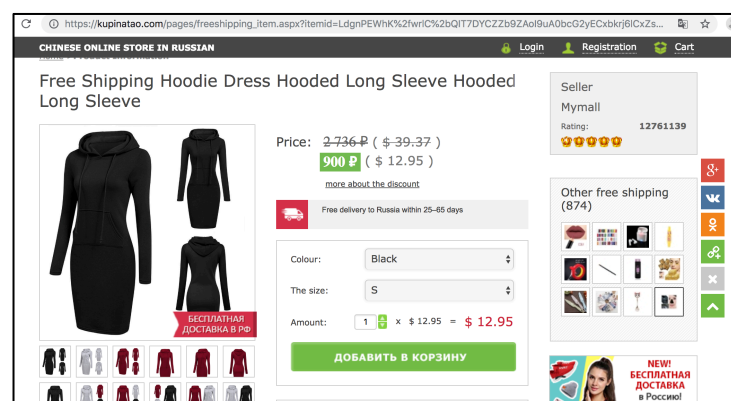 https://kupinatao.com/pages/freeshipping_item.aspx?itemid=LdgnPEWhK%2fwrlC%2bQIT7DYCZZb9ZAoI9uA0bcG2yECxbkrj6lCxZs...
CHINESE ONLINE STORE IN RUSSIAN
Login
Registration
Cart
Free Shipping Hoodie Dress Hooded Long Sleeve Hooded
Long Sleeve
Price: 2 736 ₽ ( $ 39.37 )
900 ₽ ( $ 12.95 )
more about the discount
Free delivery to Russia within 25–65 days
Colour: Black
The size: S
Amount: 1 x $ 12.95 = $ 12.95
ДОБАВИТЬ В КОРЗИНУ
БЕСПЛАТНАЯ
ДОСТАВКА В РФ
Seller
Mymall
Rating: 12761139
Other free shipping
(874)
g+
NEW!
БЕСПЛАТНАЯ
ДОСТАВКА
в Россию!